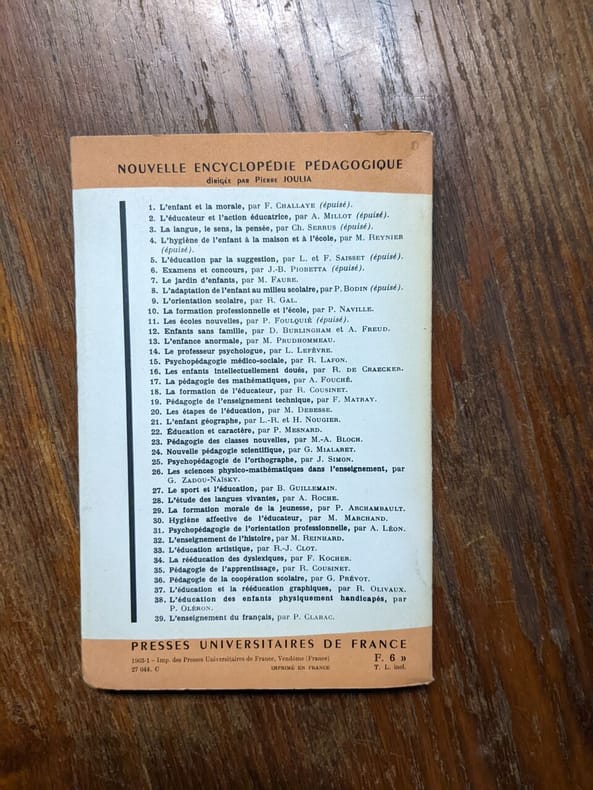 NOUVELLE ENCYCLOPÉDIE PÉDAGOGIQUE
dirigée par Pierre JOULIA
1. L'enfant et la morale, par F. CHALLAYE (épuisé).
2. L'éducateur et l'action éducatrice, par A. MILLOT (épuisé).
3. La langue, le sens, la pensée, par Ch. SERRUS (épuisé).
4. L'hygiène de l'enfant à la maison et à l'école, par M. REYNIER
(épuisé).
5. L'éducation par la suggestion, par L. et F. SAISSET (épuisé).
6. Examens et concours, par J.-B. PIOBETTA (épuisé).
7. Le jardin d'enfants, par M. FAURE.
8. L'adaptation de l'enfant au milieu scolaire, par P. BODIN (épuisé).
9. L'orientation scolaire, par R. GAL.
10. La formation professionnelle et l'école, par P. NAVILLE.
11. Les écoles nouvelles, par P. FOULQUIÉ (épuisé).
12. Enfants sans famille, par D. BURLINGHAM et A. FREUD.
13. L'enfance anormale, par M. PRUDHOMMEAU.
14. Le professeur psychologue, par L. LEFÈVRE.
15. Psychopédagogie médico-sociale, par R. LAFON.
16. Les enfants intellectuellement doués, par R. DE CRAECKER.
17. La pédagogie des mathématiques, par A. FOUCHÉ.
18. La formation de l'éducateur, par R. COUSINET.
19. Pédagogie de l'enseignement technique, par F. MATRAY.
20. Les étapes de l'éducation, par M. DEBESSE.
21. L'enfant géographe, par L.-R. et H. NOUGIER.
22. Éducation et caractère, par P. MESNARD.
23. Pédagogie des classes nouvelles, par M.-A. BLOCH.
24. Nouvelle pédagogie scientifique, par G. MIALARET.
25. Psychopédagogie de l'orthographe, par J. SIMON.
26. Les sciences physico-mathématiques dans l'enseignement, par
G. ZADOU-NAÏSKY.
27. Le sport et l'éducation, par B. GUILLEMAIN.
28. L'étude des langues vivantes, par A. ROCHE.
29. La formation morale de la jeunesse, par P. ARCHAMBAULT.
30. Hygiène affective de l'éducateur, par M. MARCHAND.
31. Psychopédagogie de l'orientation professionnelle, par A. LÉON.
32. L'enseignement de l'histoire, par M. REINHARD.
33. L'éducation artistique, par R.-J. CLOT.
34. La rééducation des dyslexiques, par F. KOCHER.
35. Pédagogie de l'apprentissage, par R. COUSINET.
36. Pédagogie de la coopération scolaire, par G. PRÉVOT.
37. L'éducation et la rééducation graphiques, par R. OLIVAUX.
38. L'éducation des enfants physiquement handicapés, par
P. OLÉRON.
39. L'enseignement du français, par P. CLARAC.
PRESSES UNIVERSITAIRES DE FRANCE
1963-1 – Imp. des Presses Universitaires de France, Vendôme (France) F. 6 »
27 044. C IMPRIMÉ EN FRANCE T. L. incl.